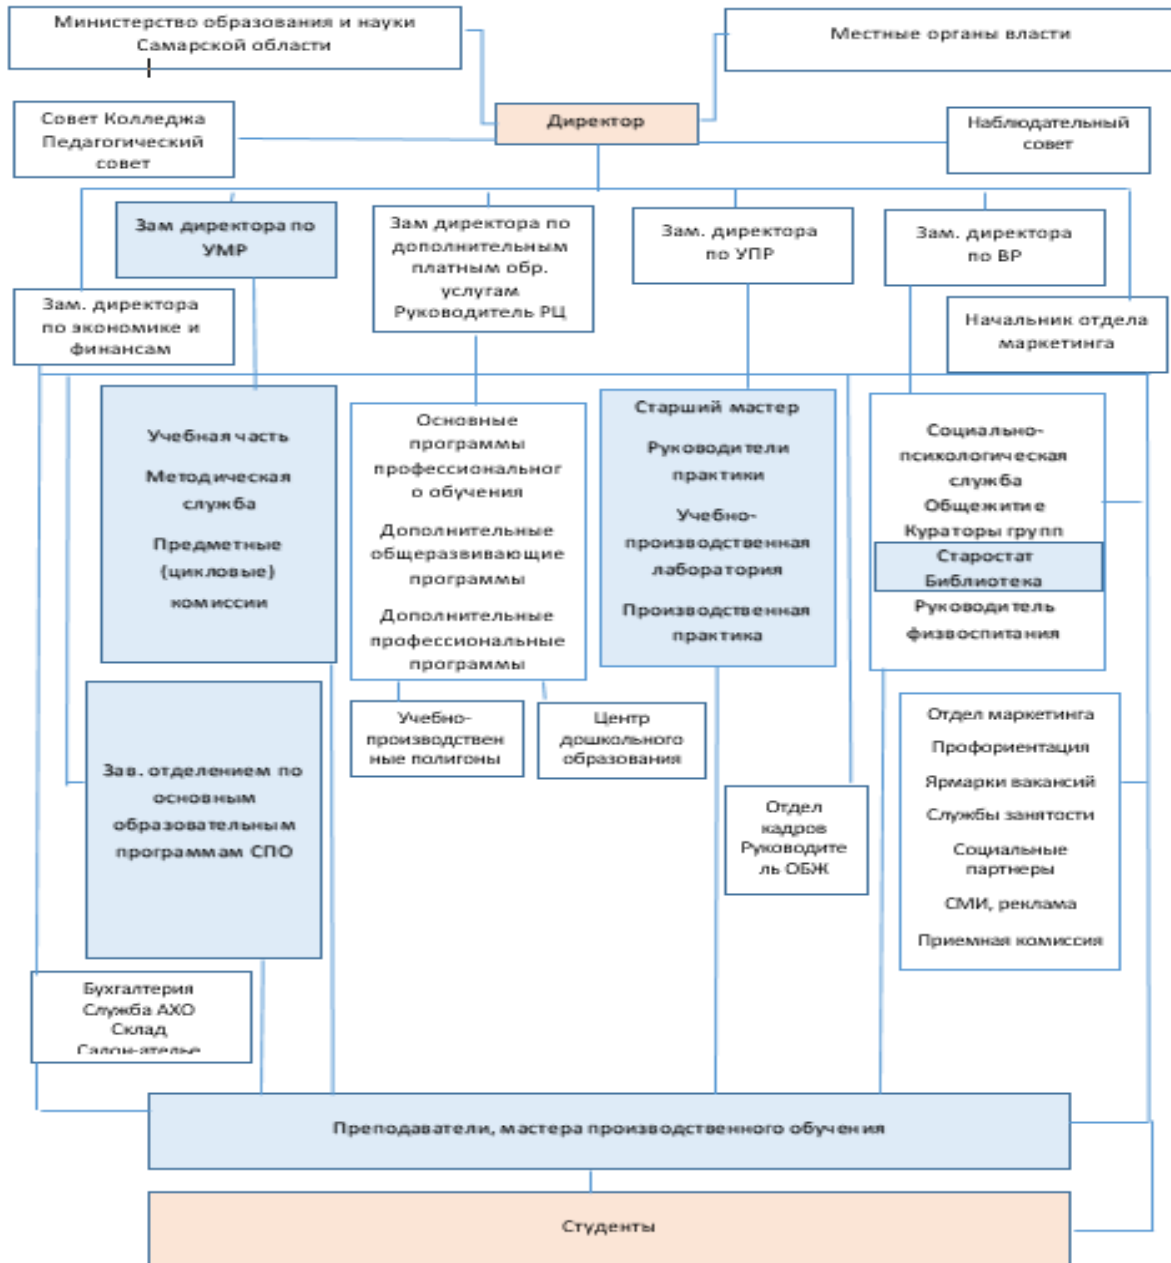 Министерство образования и науки
Самарской области
Местные органы власти
Директор
Совет Колледжа
Педагогический
совет
Наблюдательный
совет
Зам директора по
УМР
Зам директора по
дополнительным
платным обр.
услугам
Руководитель РЦ
Зам. директора
по УПР
Зам. директора
по ВР
Зам. директора
по экономике и
финансам
Начальник отдела
маркетинга
Учебная часть
Методическая
служба
Предметные
(цикловые)
комиссии
Основные
программы
профессиональног
о обучения
Дополнительные
общеразвивающие
программы
Дополнительные
профессиональные
программы
Старший мастер
Руководители
практики
Учебно-
производственная
лаборатория
Производственная
практика
Социально-
психологическая
служба
Общежитие
Кураторы групп
Старостат
Библиотека
Руководитель
физвоспитания
Зав. отделением по
основным
образовательным
программам СПО
Учебно-
производствен
ные полигоны
Центр
дошкольного
образования
Отдел
кадров
Руководите
ль ОБЖ
Отдел маркетинга
Профориентация
Ярмарки вакансий
Службы занятости
Социальные
партнеры
СМИ, реклама
Приемная комиссия
Бухгалтерия
Служба АХО
Склад
Салон-ателье
Преподаватели, мастера производственного обучения
Студенты